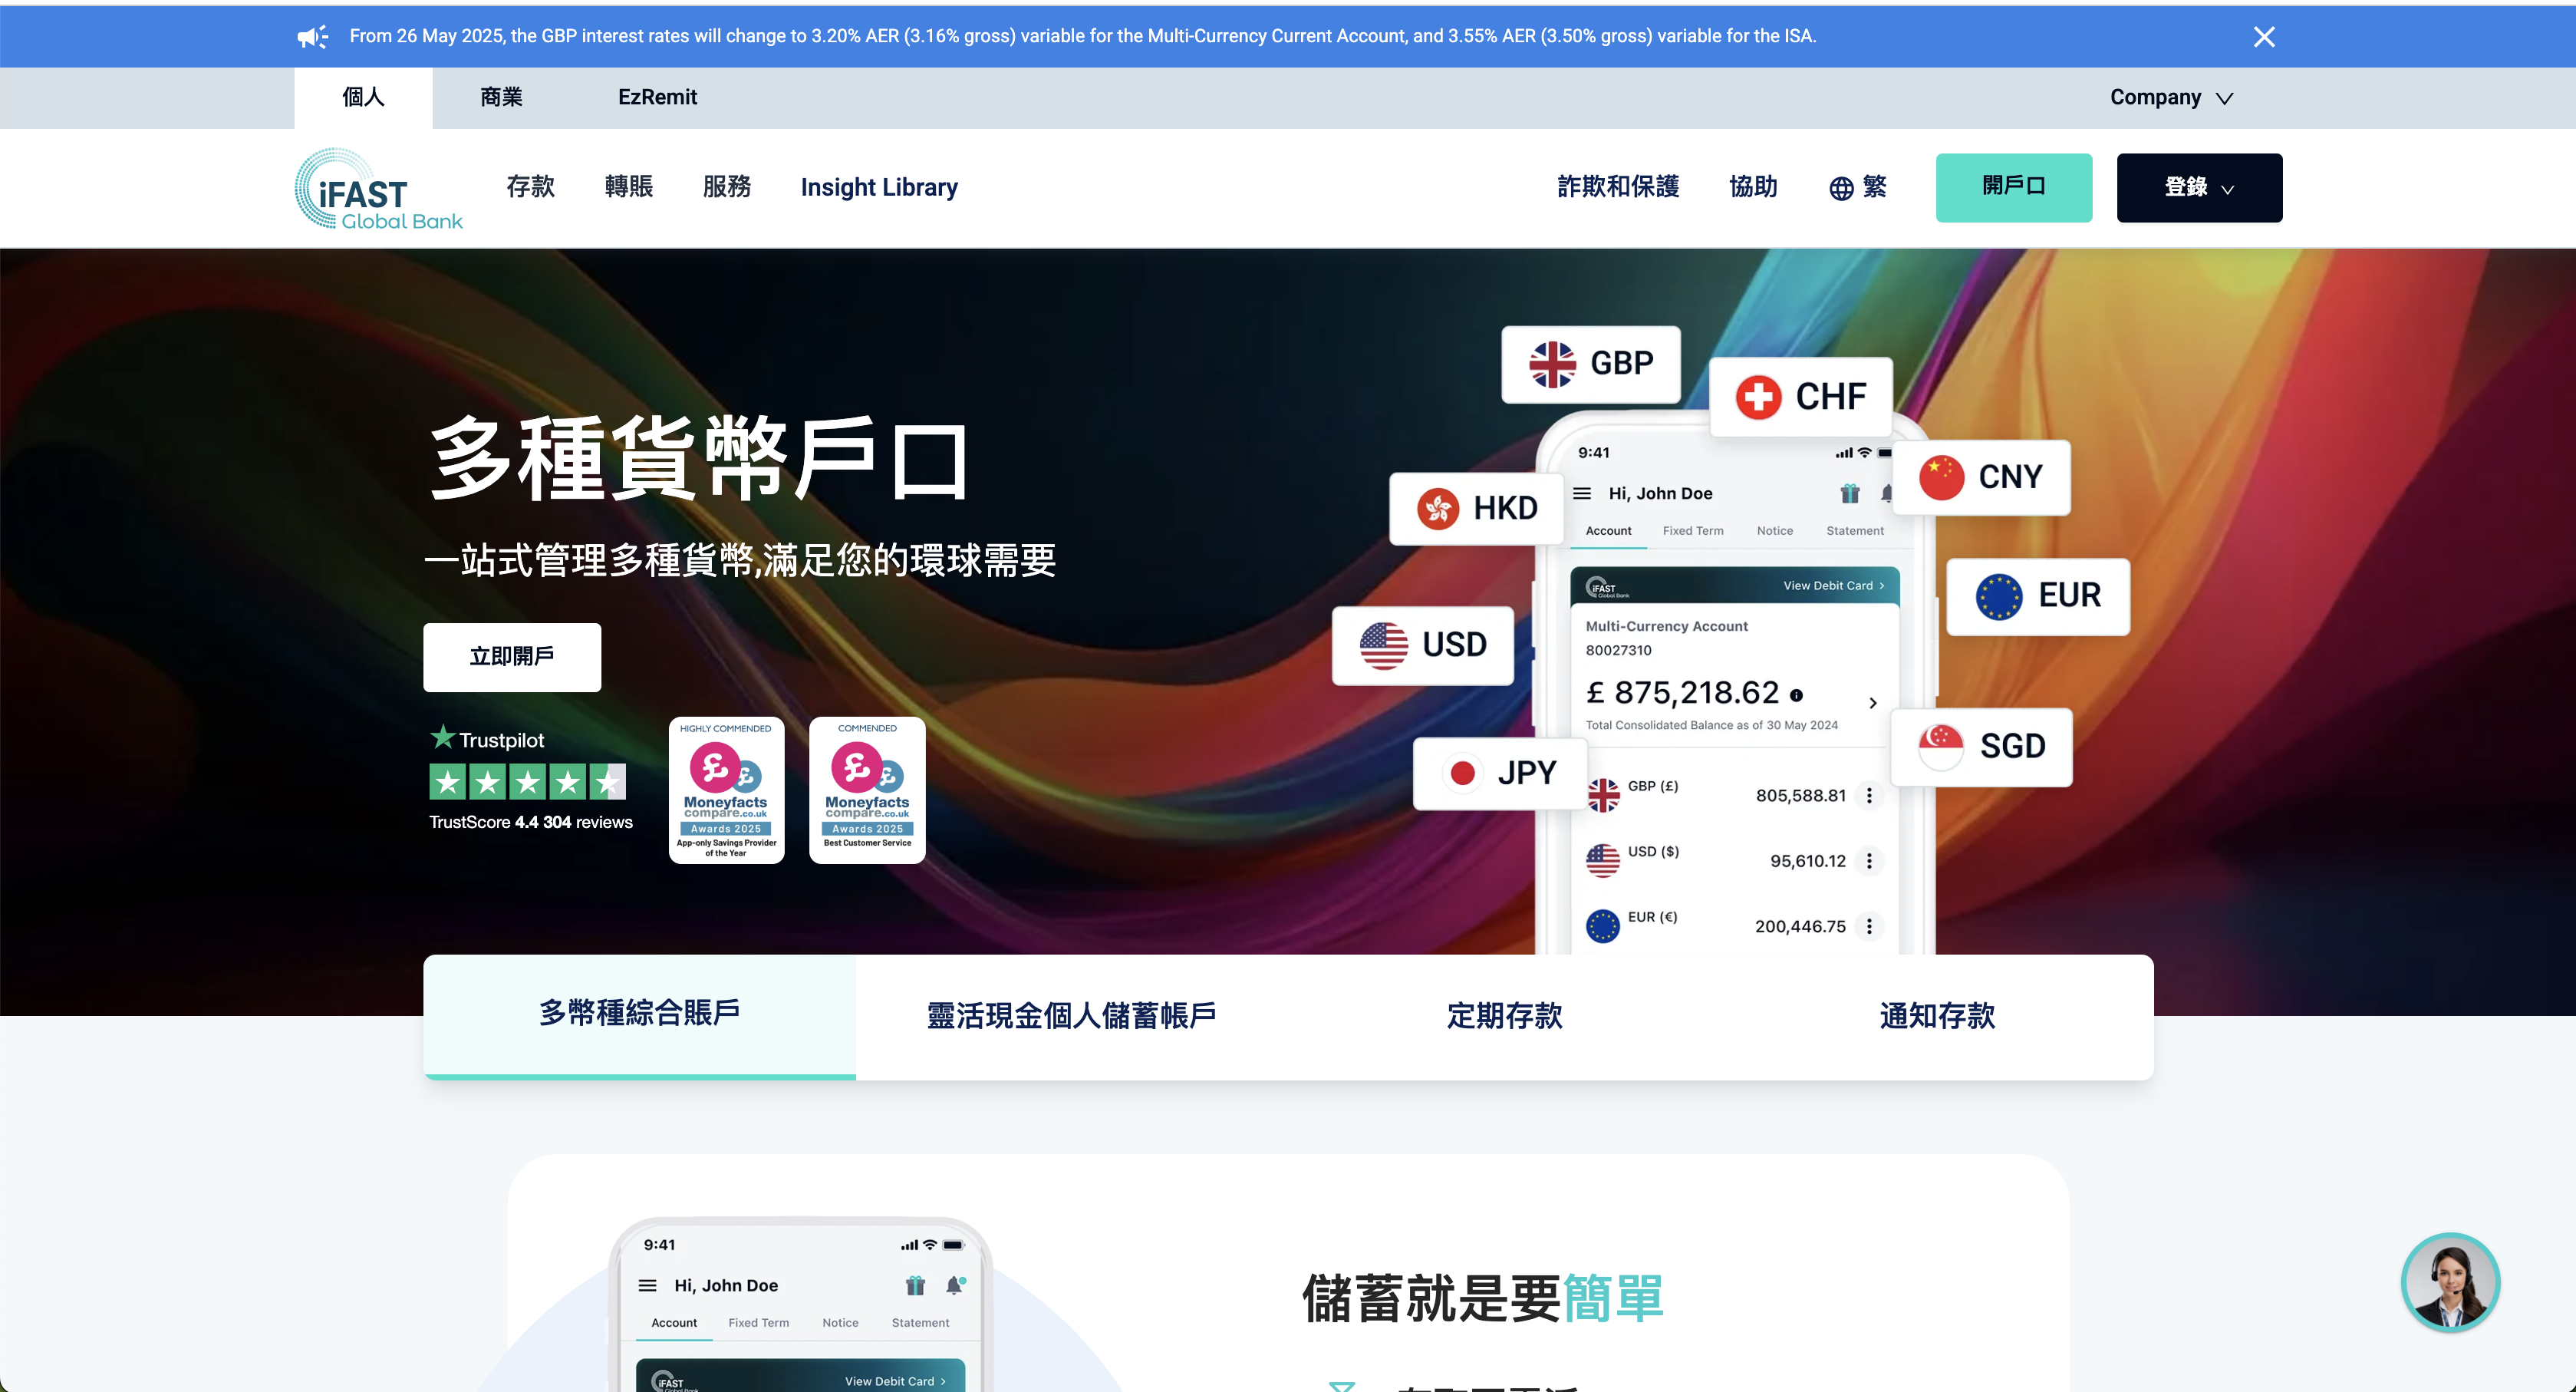 From 26 May 2025, the GBP interest rates will change to 3.20% AER (3.16% gross) variable for the Multi-Currency Current Account, and 3.55% AER (3.50% gross) variable for the ISA.
個人 商業 EzRemit Company
iFAST
Global Bank
存款 轉賬 服務 Insight Library 詐欺和保護 協助 繁 開戶口 登錄
多種貨幣戶口
一站式管理多種貨幣,滿足您的環球需要
立即開戶
Trustpilot
TrustScore 4.4 304 reviews
HIGHLY COMMENDED
££
Moneyfacts
compare.co.uk
Awards 2025
App-only Savings Provider
of the Year
COMMENDED
££
Moneyfacts
compare.co.uk
Awards 2025
Best Customer Service
GBP
CHF
HKD
CNY
USD
EUR
JPY
SGD
9:41
Hi, John Doe
Account Fixed Term Notice Statement
iFAST
Global Bank
View Debit Card >
Multi-Currency Account
80027310
£ 875,218.62
Total Consolidated Balance as of 30 May 2024
GBP (£) 805,588.81
USD ($) 95,610.12
EUR (€) 200,446.75
多幣種綜合賬戶 靈活現金個人儲蓄帳戶 定期存款 通知存款
9:41
Hi, John Doe
Account Fixed Term Notice Statement
iFAST
View Debit Card >
儲蓄就是要簡單